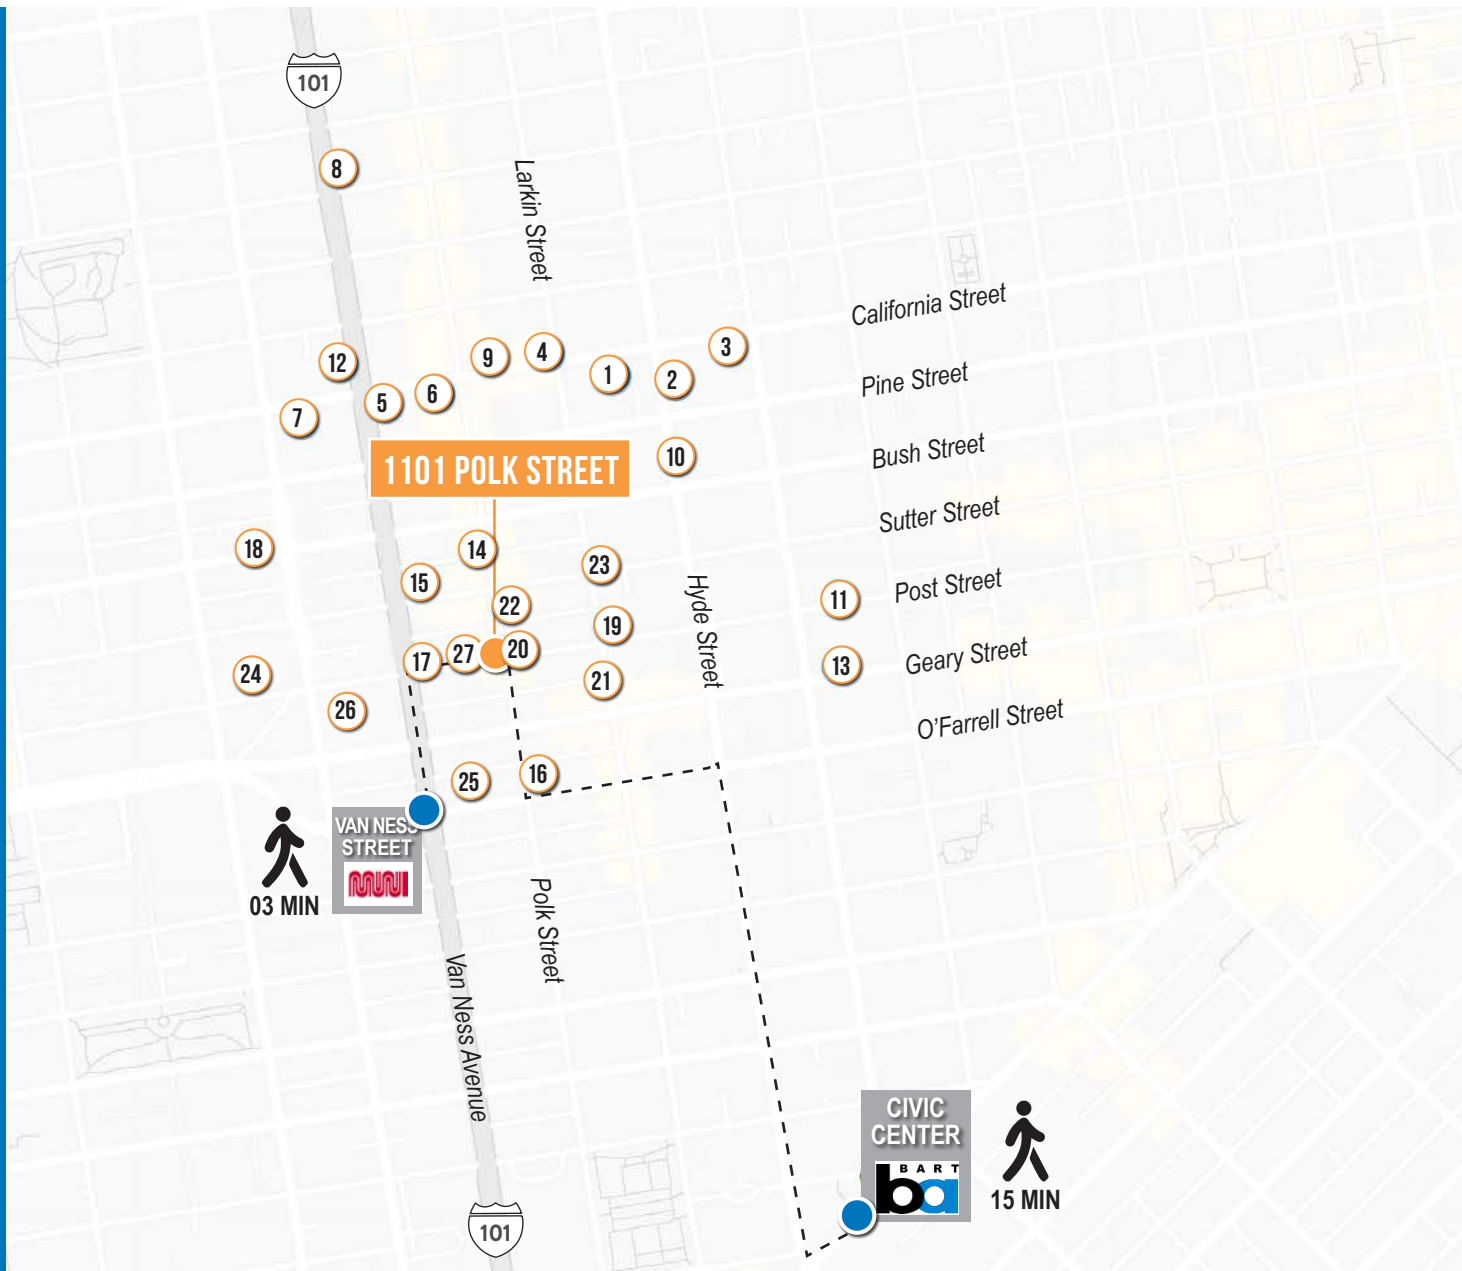 101
8
Larkin Street
California Street
3
4
9
12
1
2
Pine Street
6
5
7
Bush Street
10
1101 POLK STREET
Sutter Street
18
14
23
15
Post Street
11
22
Hyde Street
19
Geary Street
20
27
17
13
24
21
26
O'Farrell Street
16
25
VAN NESS
STREET
MUNI
03 MIN
Polk Street
Van Ness Avenue
CIVIC
CENTER
BART
ba
15 MIN
101